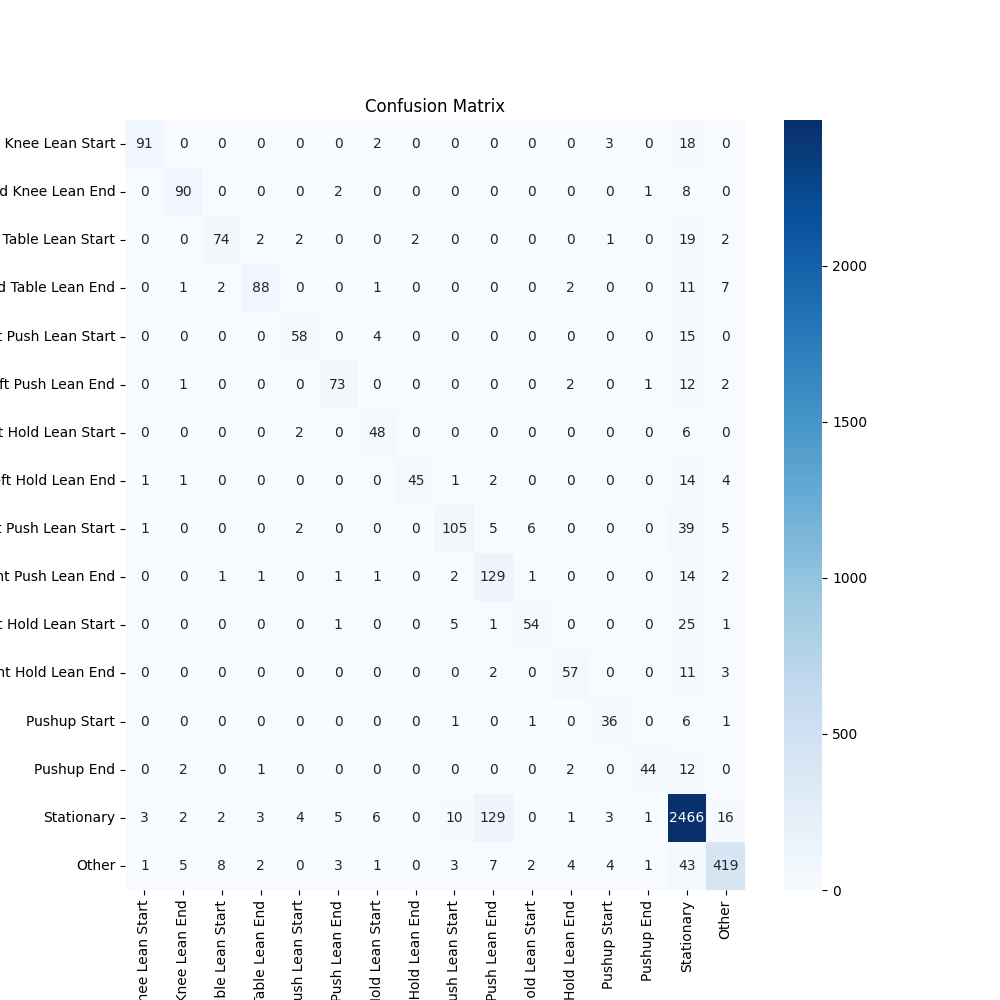 Confusion Matrix
Knee Lean Start 91 0 0 0 0 0 2 0 0 0 0 0 3 0 18 0
d Knee Lean End 0 90 0 0 0 2 0 0 0 0 0 0 0 1 8 0
Table Lean Start 0 0 74 2 2 0 0 2 0 0 0 0 1 0 19 2
d Table Lean End 0 1 2 88 0 0 1 0 0 0 0 2 0 0 11 7
t Push Lean Start 0 0 0 0 58 0 4 0 0 0 0 0 0 0 15 0
ft Push Lean End 0 1 0 0 0 73 0 0 0 0 0 2 0 1 12 2
t Hold Lean Start 0 0 0 0 2 0 48 0 0 0 0 0 0 0 6 0
ft Hold Lean End 1 1 0 0 0 0 0 45 1 2 0 0 0 0 14 4
t Push Lean Start 1 0 0 0 2 0 0 0 105 5 6 0 0 0 39 5
nt Push Lean End 0 0 1 1 0 1 1 0 2 129 1 0 0 0 14 2
t Hold Lean Start 0 0 0 0 0 1 0 0 5 1 54 0 0 0 25 1
nt Hold Lean End 0 0 0 0 0 0 0 0 0 2 0 57 0 0 11 3
Pushup Start 0 0 0 0 0 0 0 0 1 0 1 0 36 0 6 1
Pushup End 0 2 0 1 0 0 0 0 0 0 0 2 0 44 12 0
Stationary 3 2 2 3 4 5 6 0 10 129 0 1 3 1 2466 16
Other 1 5 8 2 0 3 1 0 3 7 2 4 4 1 43 419
nee Lean Start
Knee Lean End
ble Lean Start
Table Lean End
ush Lean Start
Push Lean End
old Lean Start
Hold Lean End
ush Lean Start
Push Lean End
old Lean Start
Hold Lean End
Pushup Start
Pushup End
Stationary
Other
2000
1500
1000
500
0